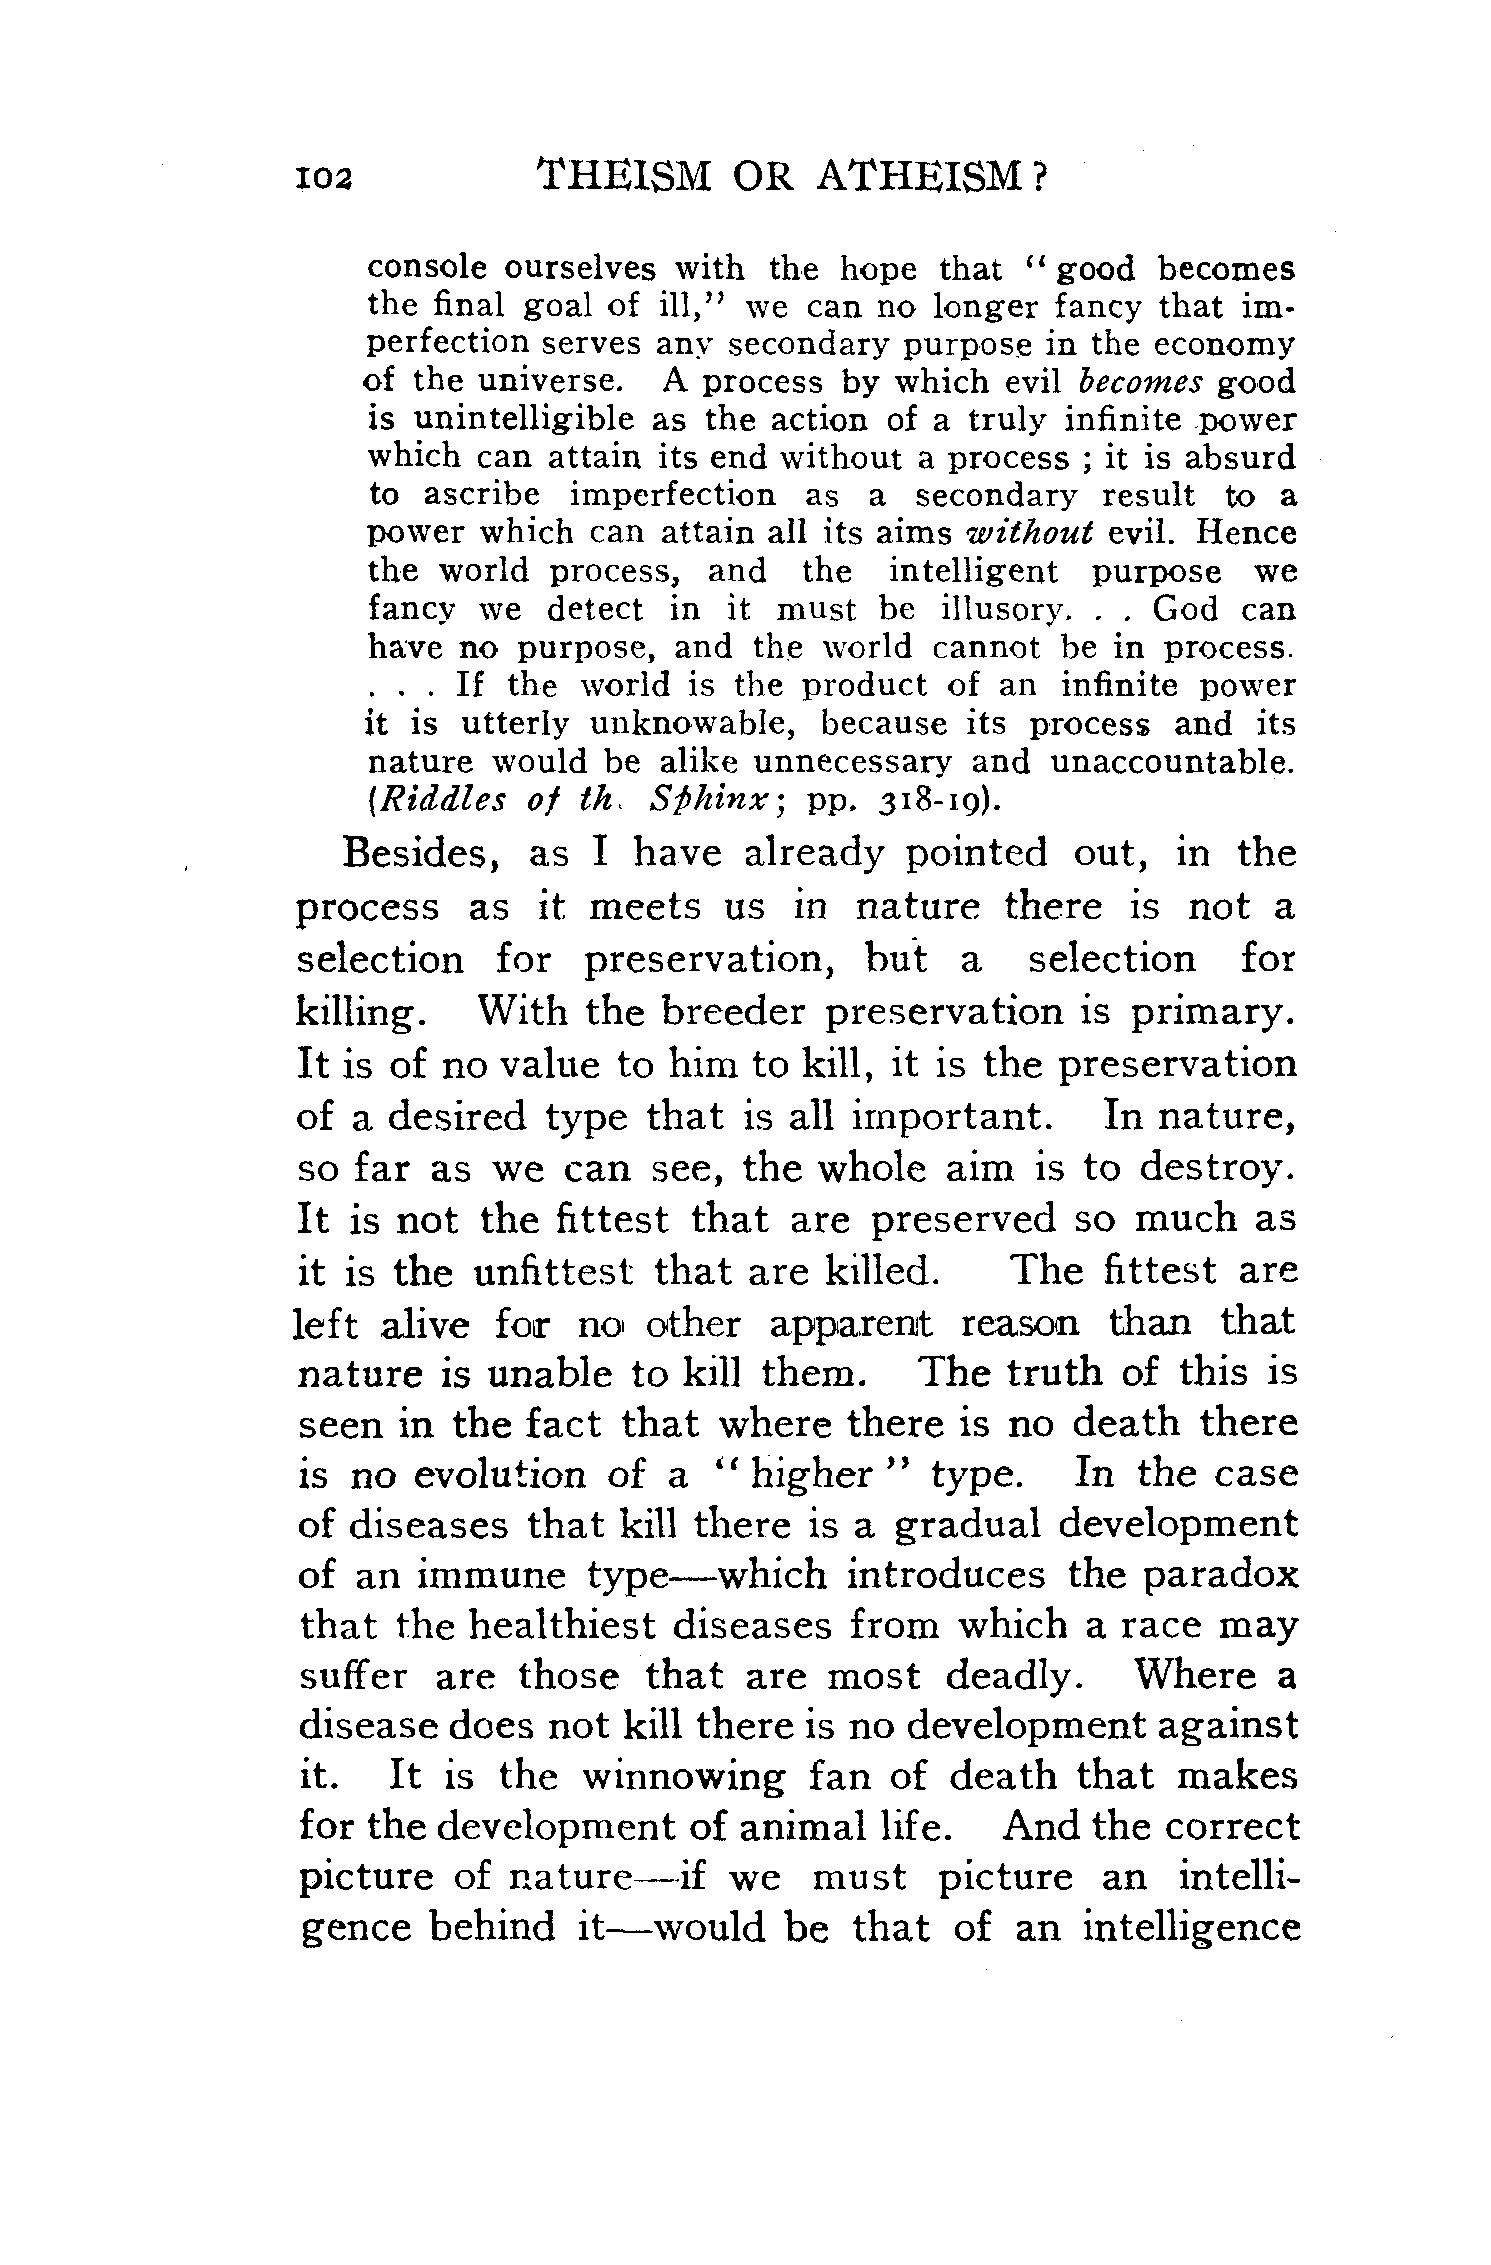 102 THEISM OR ATHEISM ?
console ourselves with the hope that “ good becomes
the final goal of ill,” we can no longer fancy that im-
perfection serves any secondary purpose in the economy
of the universe. A process by which evil becomes good
is unintelligible as the action of a truly infinite power
which can attain its end without a process ; it is absurd
to ascribe imperfection as a secondary result to a
power which can attain all its aims without evil. Hence
the world process, and the intelligent purpose we
fancy we detect in it must be illusory. . . God can
have no purpose, and the world cannot be in process.
. . . If the world is the product of an infinite power
it is utterly unknowable, because its process and its
nature would be alike unnecessary and unaccountable.
(Riddles of th. Sphinx; pp. 318-19).
Besides, as I have already pointed out, in the
process as it meets us in nature there is not a
selection for preservation, but a selection for
killing. With the breeder preservation is primary.
It is of no value to him to kill, it is the preservation
of a desired type that is all important. In nature,
so far as we can see, the whole aim is to destroy.
It is not the fittest that are preserved so much as
it is the unfittest that are killed. The fittest are
left alive for no other apparent reason than that
nature is unable to kill them. The truth of this is
seen in the fact that where there is no death there
is no evolution of a “ higher ” type. In the case
of diseases that kill there is a gradual development
of an immune type—which introduces the paradox
that the healthiest diseases from which a race may
suffer are those that are most deadly. Where a
disease does not kill there is no development against
it. It is the winnowing fan of death that makes
for the development of animal life. And the correct
picture of nature—if we must picture an intelli-
gence behind it—would be that of an intelligence